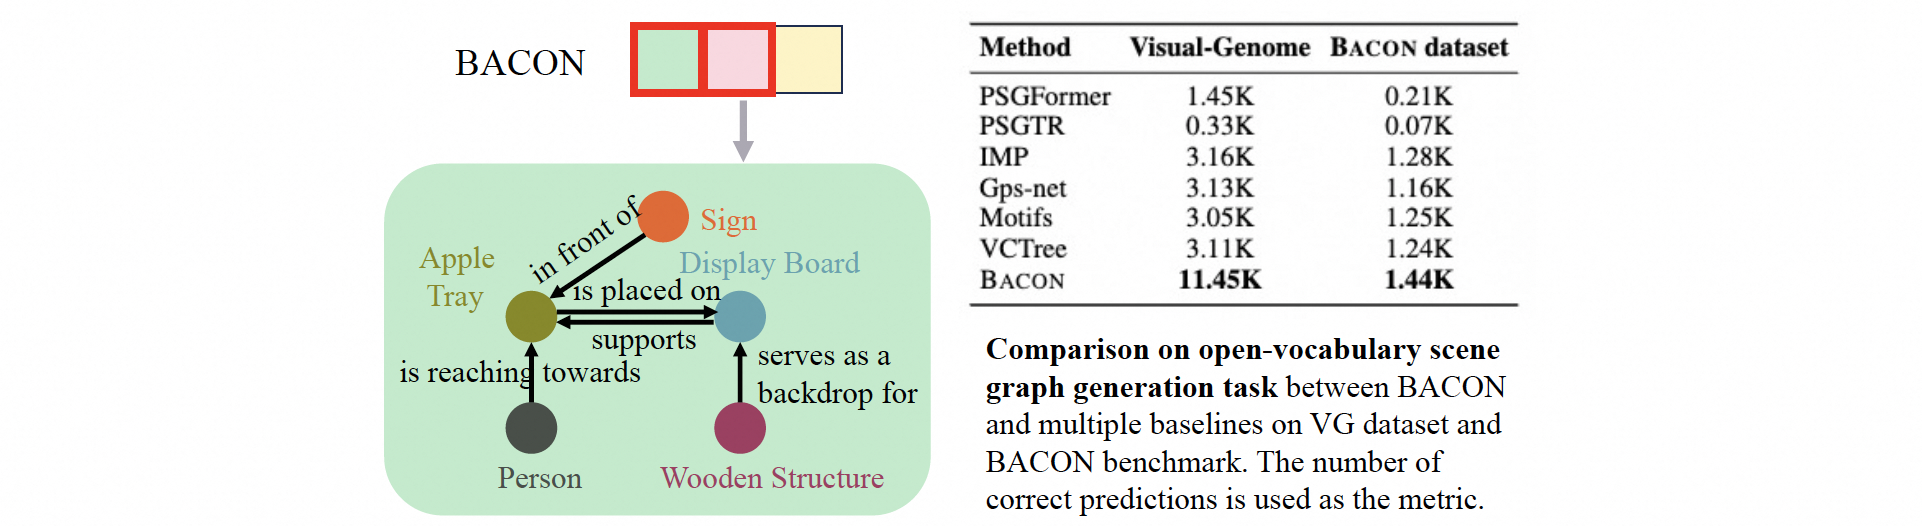 BACON
in front of
Sign
Apple
Tray
Display Board
is placed on
supports
is reaching towards
serves as a
backdrop for
Person
Wooden Structure
Method Visual-Genome BACON dataset
PSGFormer 1.45K 0.21K
PSGTR 0.33K 0.07K
IMP 3.16K 1.28K
Gps-net 3.13K 1.16K
Motifs 3.05K 1.25K
VCTree 3.11K 1.24K
BACON 11.45K 1.44K
Comparison on open-vocabulary scene
graph generation task between BACON
and multiple baselines on VG dataset and
BACON benchmark. The number of
correct predictions is used as the metric.